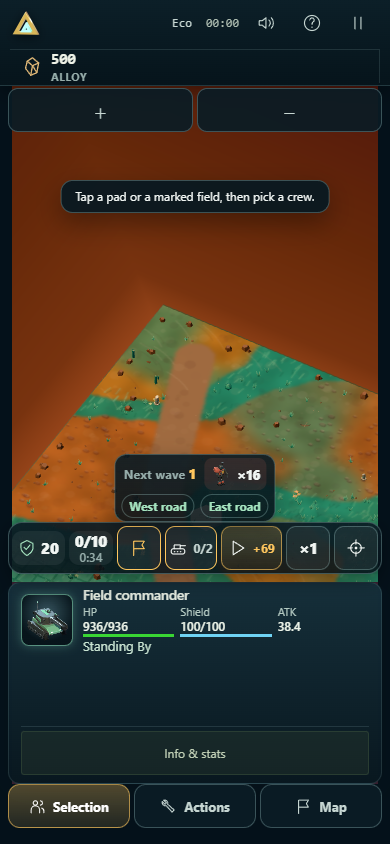 Eco 00:00
500
ALLOY
+ −
Tap a pad or a marked field, then pick a crew.
Next wave 1 ×16
West road East road
20 0/10 0:34 0/2 +69 ×1
Field commander
HP Shield ATK
936/936 100/100 38.4
Standing By
Info & stats
Selection Actions Map